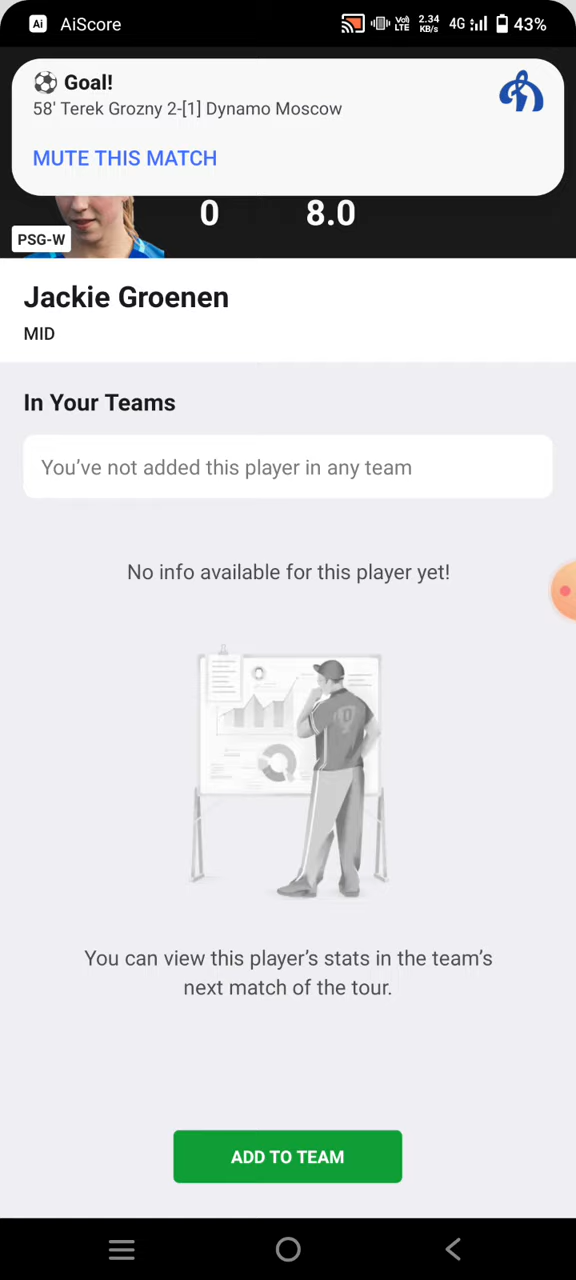 Ai AiScore Vo) LTE 2.34 KB/s 4G 43%
Goal!
58' Terek Grozny 2-[1] Dynamo Moscow
MUTE THIS MATCH
0 8.0
PSG-W
Jackie Groenen
MID
In Your Teams
You've not added this player in any team
No info available for this player yet!
You can view this player's stats in the team's
next match of the tour.
ADD TO TEAM